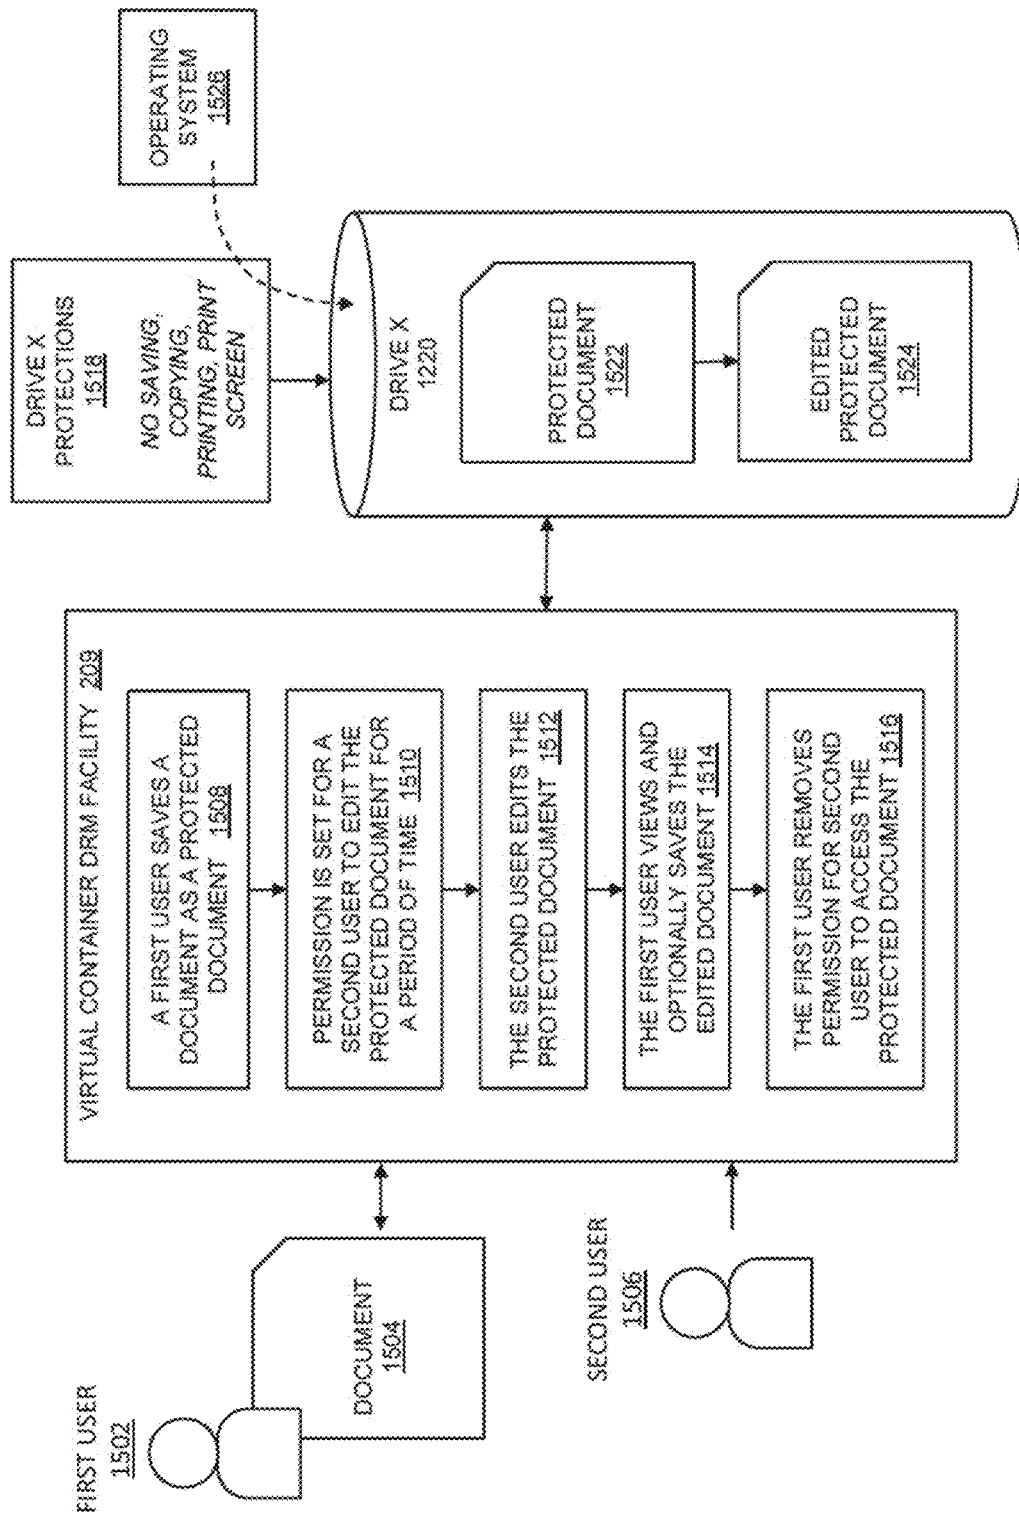 FIRST USER
1502
DOCUMENT
1504
SECOND USER
1506
VIRTUAL CONTAINER DRM FACILITY 209
A FIRST USER SAVES A
DOCUMENT AS A PROTECTED
DOCUMENT 1508
PERMISSION IS SET FOR A
SECOND USER TO EDIT THE
PROTECTED DOCUMENT FOR
A PERIOD OF TIME 1510
THE SECOND USER EDITS THE
PROTECTED DOCUMENT 1512
THE FIRST USER VIEWS AND
OPTIONALLY SAVES THE
EDITED DOCUMENT 1514
THE FIRST USER REMOVES
PERMISSION FOR SECOND
USER TO ACCESS THE
PROTECTED DOCUMENT 1516
DRIVE X
PROTECTIONS
1518
NO SAVING,
COPYING,
PRINTING, PRINT
SCREEN
OPERATING
SYSTEM
1528
DRIVE X
1220
PROTECTED
DOCUMENT
1522
EDITED
PROTECTED
DOCUMENT
1524